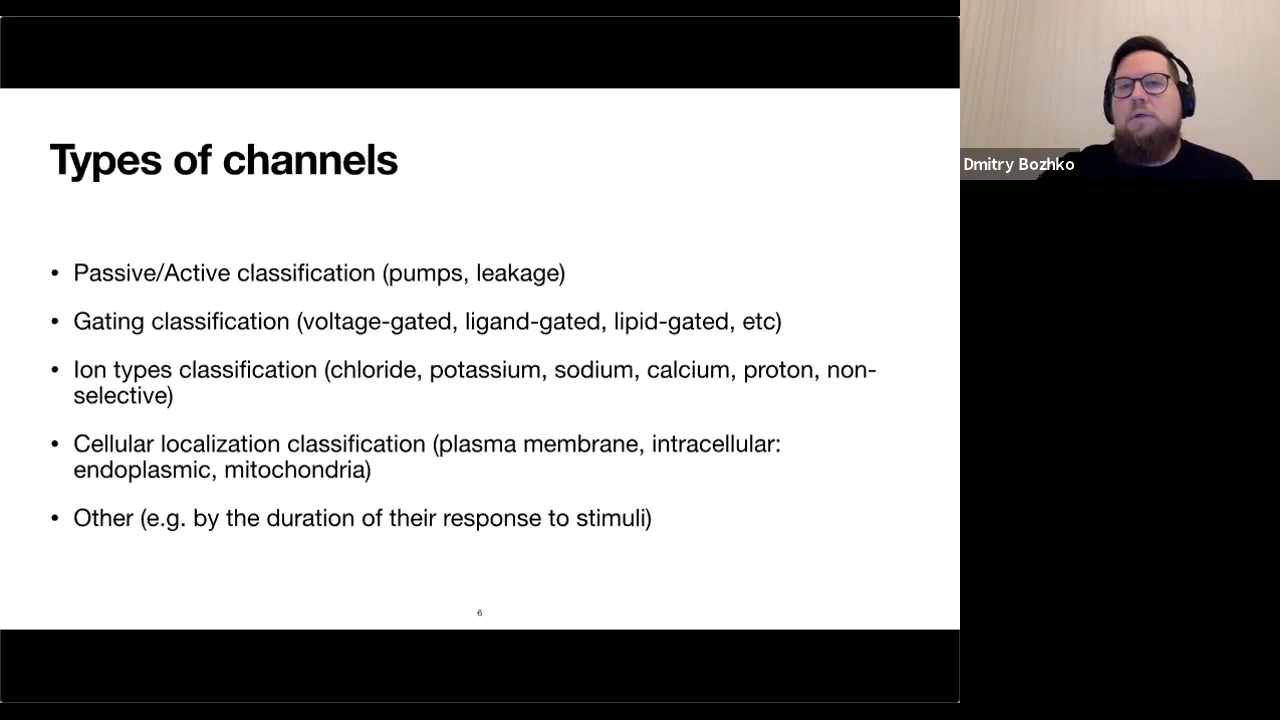 Types of channels
• Passive/Active classification (pumps, leakage)
• Gating classification (voltage-gated, ligand-gated, lipid-gated, etc)
• Ion types classification (chloride, potassium, sodium, calcium, proton, non-
selective)
• Cellular localization classification (plasma membrane, intracellular:
endoplasmic, mitochondria)
• Other (e.g. by the duration of their response to stimuli)
6
Dmitry Bozhko